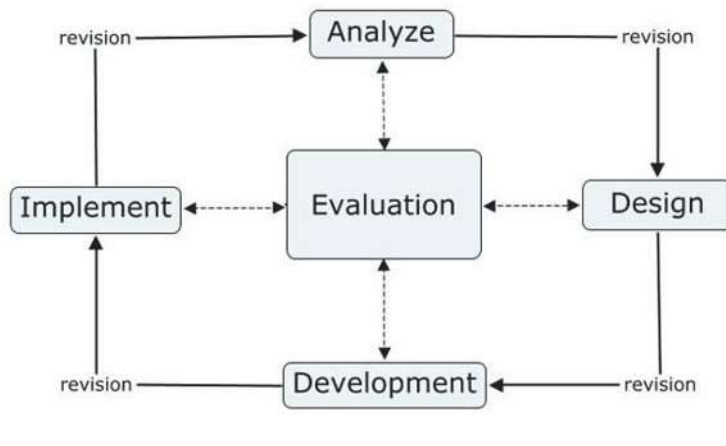 Analyze
revision
revision
Implement
Evaluation
Design
revision
Development
revision